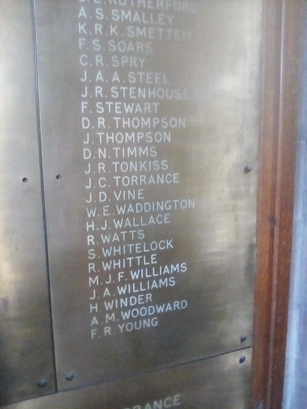 RUTHERFORD
A.S.SMALLEY
K.R.K.SMETTEM
F.S.SOARS
C.R.SPRY
J.A.A.STEEL
J.R.STENHOUSE
F.STEWART
D.R.THOMPSON
J.THOMPSON
D.N.TIMMS
J.R.TONKISS
J.C.TORRANCE
J.D.VINE
W.E.WADDINGTON
H.J.WALLACE
R.WATTS
S.WHITELOCK
R.WHITTLE
M.J.F.WILLIAMS
J.A.WILLIAMS
H.WINDER
A.M.WOODWARD
F.R.YOUNG